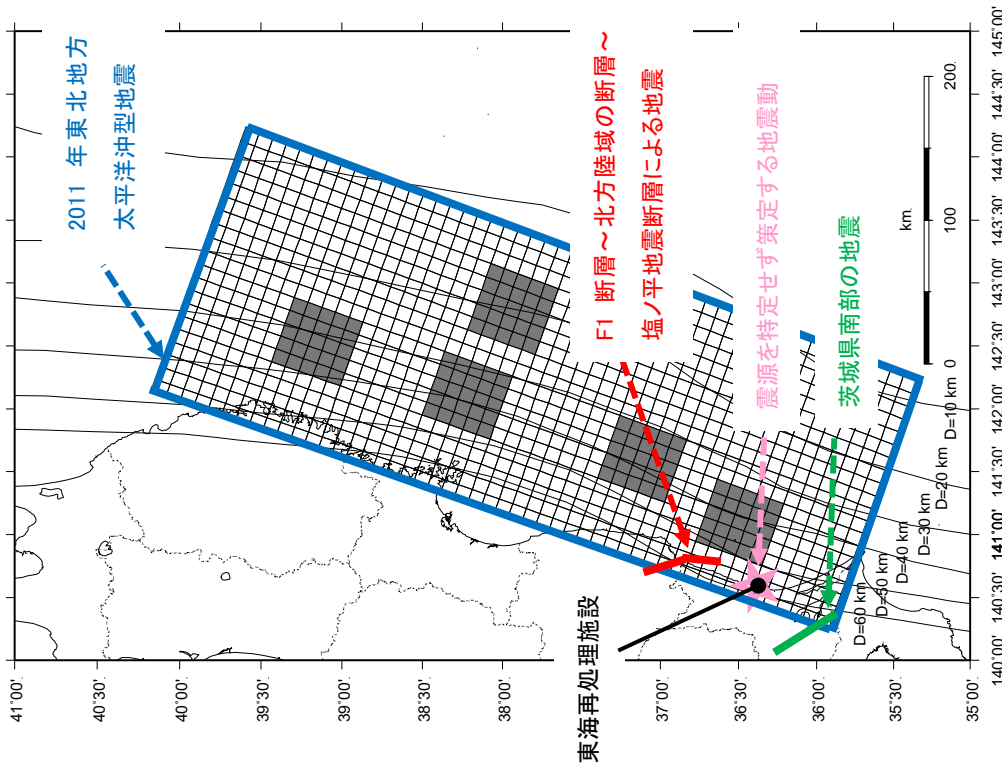 2011 年東北地方
太平洋沖型地震
F1 断層~北方陸域の断層~
塩ノ平地震断層による地震
震源を特定せず策定する地震動
茨城県南部の地震
東海再処理施設
41°00'
40°30'
40°00'
39°30'
39°00'
38°30'
38°00'
37°00'
36°30'
36°00'
35°30'
35°00'
140°00'
140°30'
141°00'
141°30'
142°00'
142°30'
143°00'
143°30'
144°00'
144°30'
145°00'
D=60 km
D=50 km
D=40 km
D=30 km
D=20 km
D=10 km
km
0
100
200